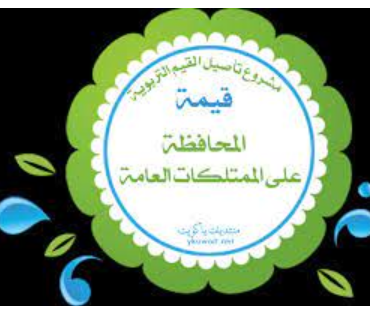 مشروع تأصيل القيم التربوية
قيمة
المحافظة
على الممتلكات العامة
منتديات يا كويت